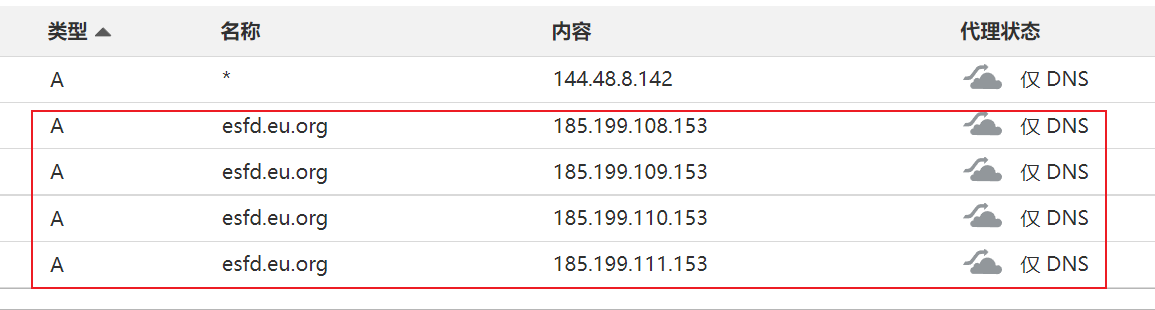 类型 名称 内容 代理状态
A * 144.48.8.142 仅 DNS
A esfd.eu.org 185.199.108.153 仅 DNS
A esfd.eu.org 185.199.109.153 仅 DNS
A esfd.eu.org 185.199.110.153 仅 DNS
A esfd.eu.org 185.199.111.153 仅 DNS